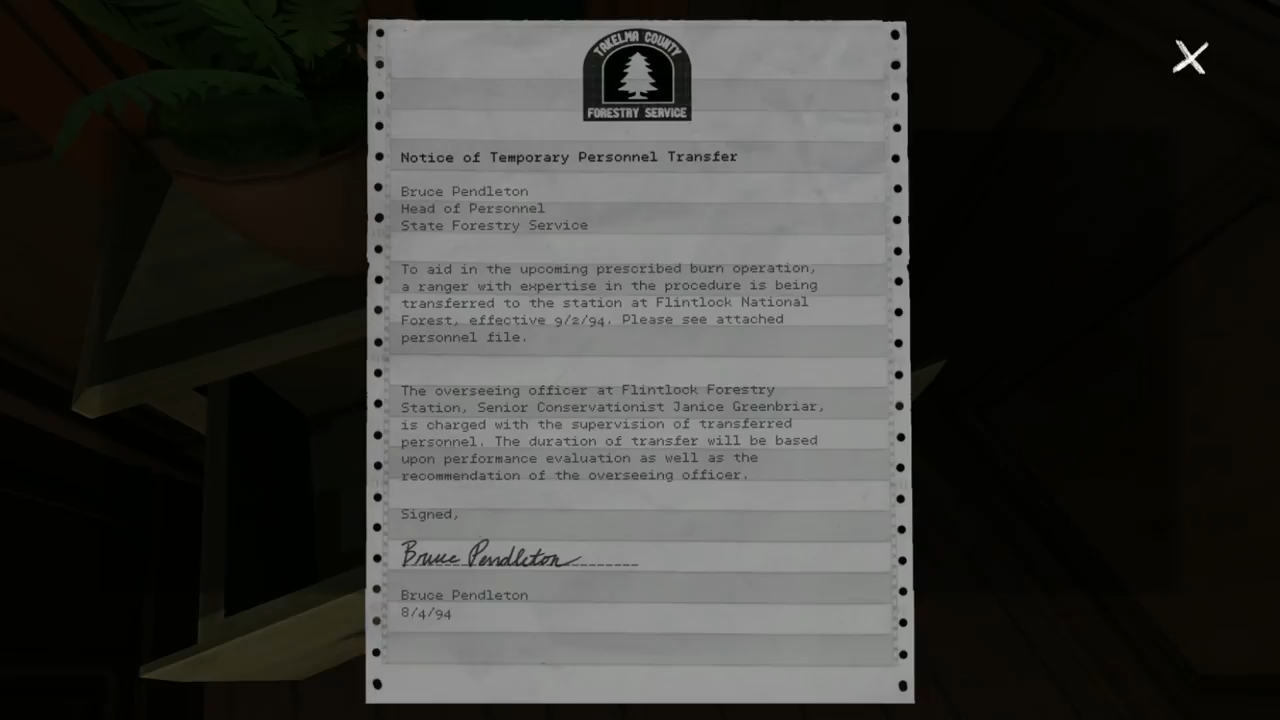 TAKELMA COUNTY
FORESTRY SERVICE
Notice of Temporary Personnel Transfer
Bruce Pendleton
Head of Personnel
State Forestry Service
To aid in the upcoming prescribed burn operation,
a ranger with expertise in the procedure is being
transferred to the station at Flintlock National
Forest, effective 9/2/94. Please see attached
personnel file.
The overseeing officer at Flintlock Forestry
Station, Senior Conservationist Janice Greenbriar,
is charged with the supervision of transferred
personnel. The duration of transfer will be based
upon performance evaluation as well as the
recommendation of the overseeing officer.
Signed,
Bruce Pendleton
Bruce Pendleton
8/4/94